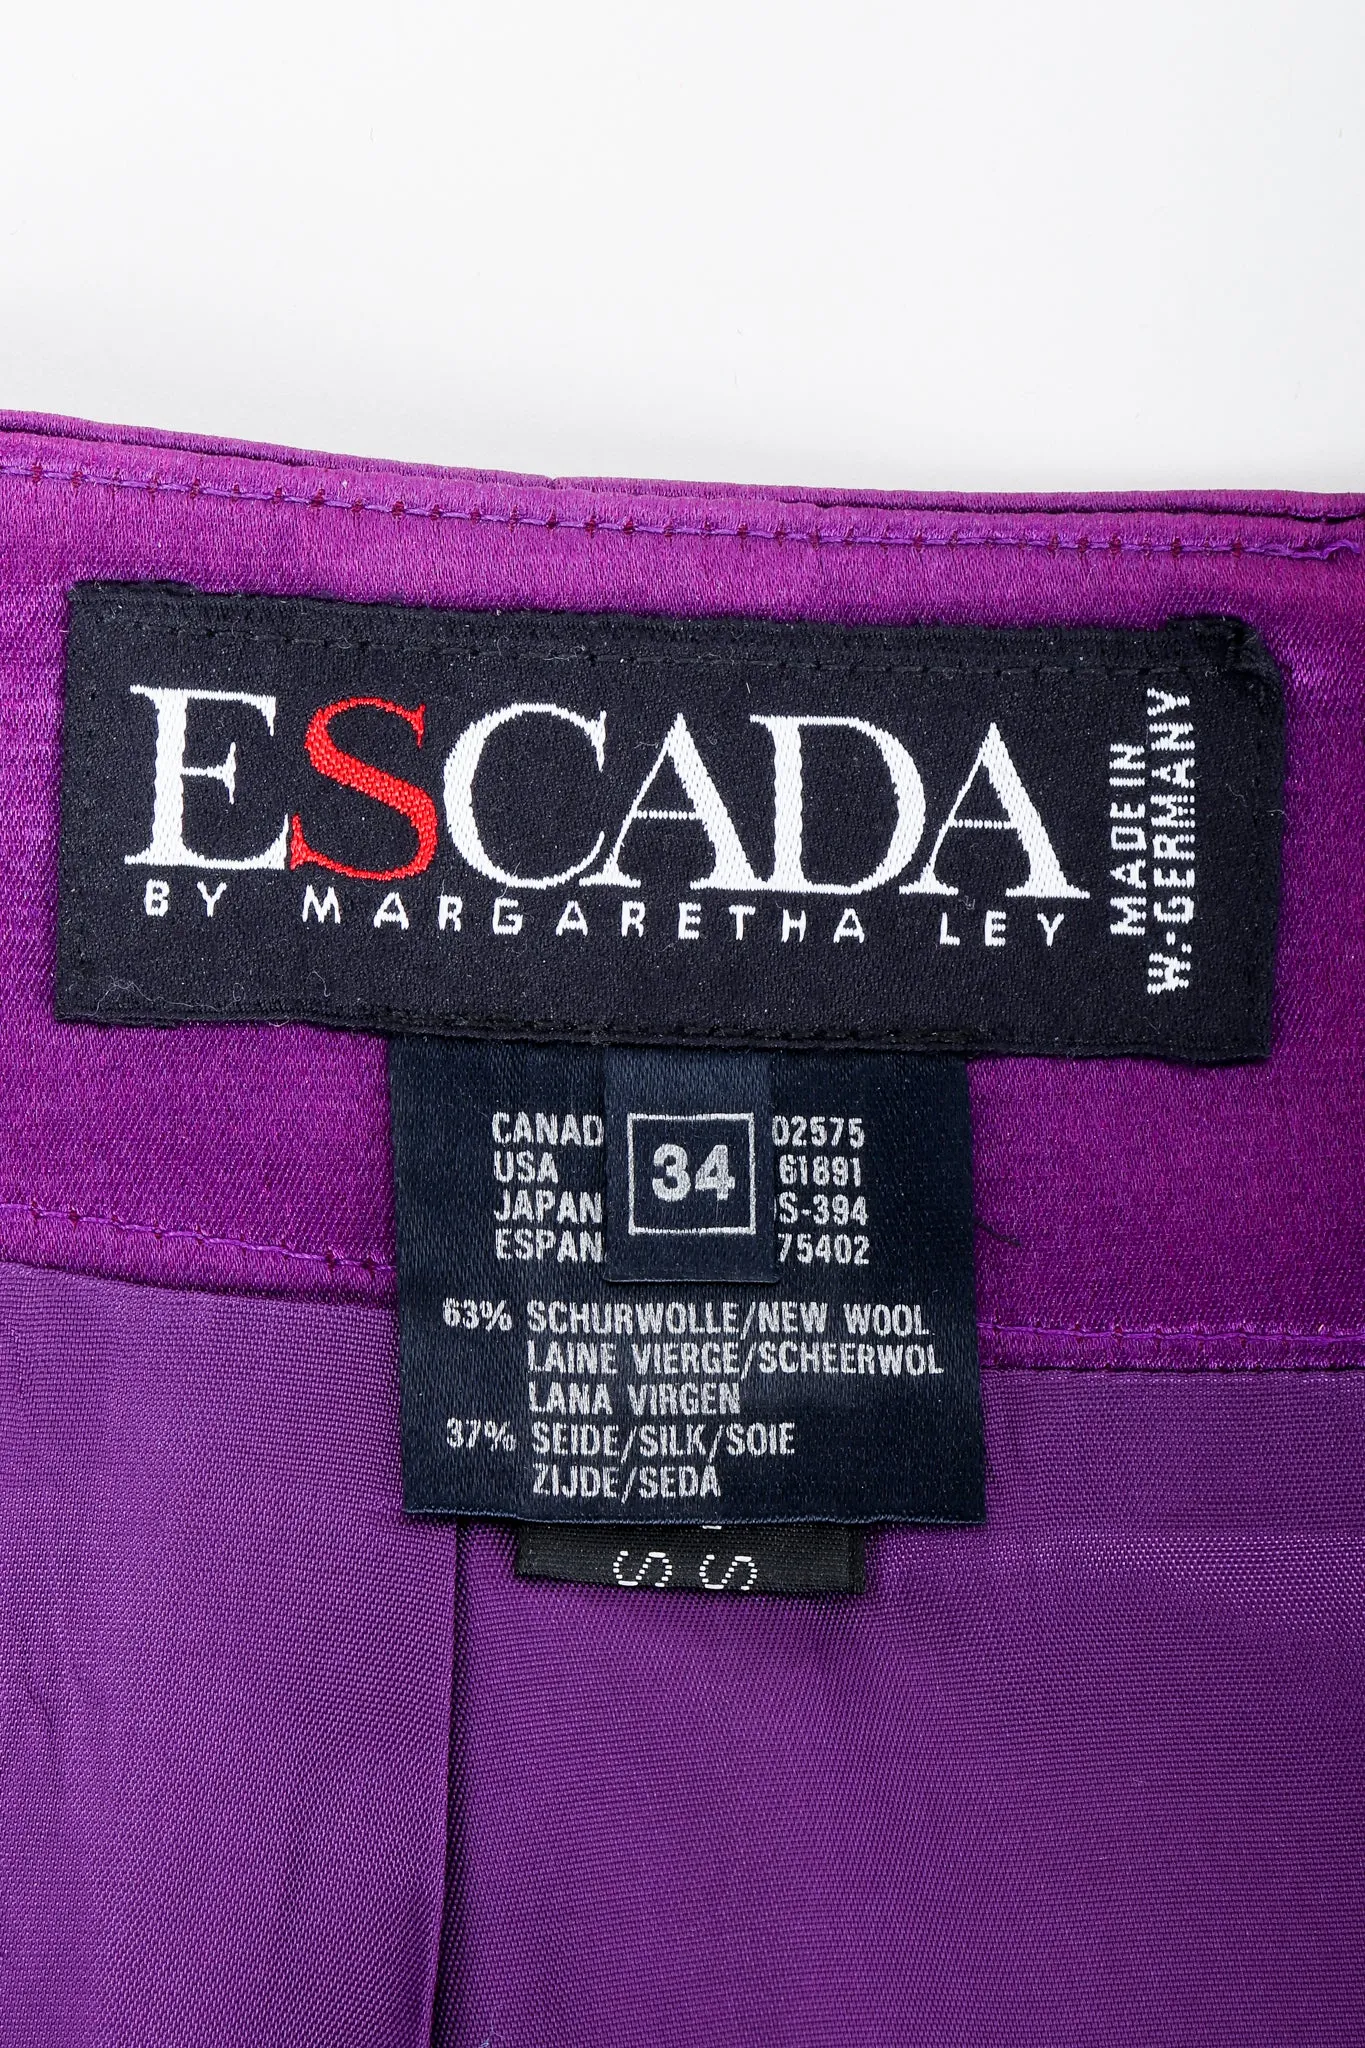 ESCADA
BY MARGARETHA LEY
MADE IN
W.-GERMANY
34
CANAD 02575
USA 61891
JAPAN S-394
ESPAN 75402
63% SCHURWOLLE/NEW WOOL
LAINE VIERGE/SCHEERWOL
LANA VIRGEN
37% SEIDE/SILK/SOIE
ZIJDE/SEDA
S S